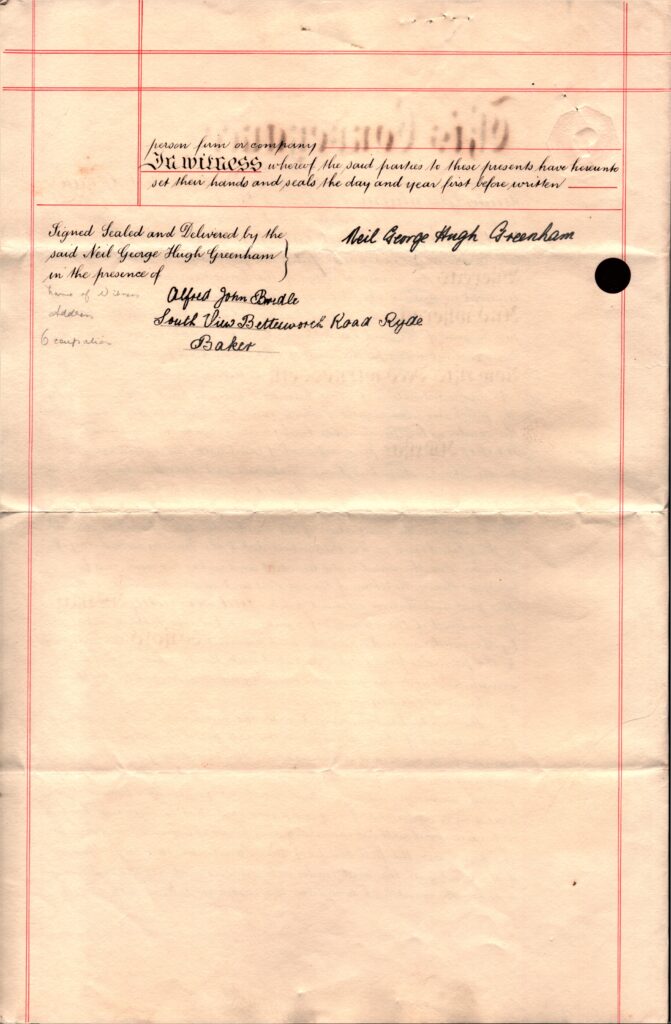 person firm or company
In witness whereof the said parties to these presents have hereunto
set their hands and seals the day and year first before written
Signed Sealed and Delivered by the
said Neil George Hugh Greenham
in the presence of
Neil George Hugh Greenham
Name of Witness
Alfred John Bredle
Address
South View Bettesworth Road Ryde
Occupation
Baker